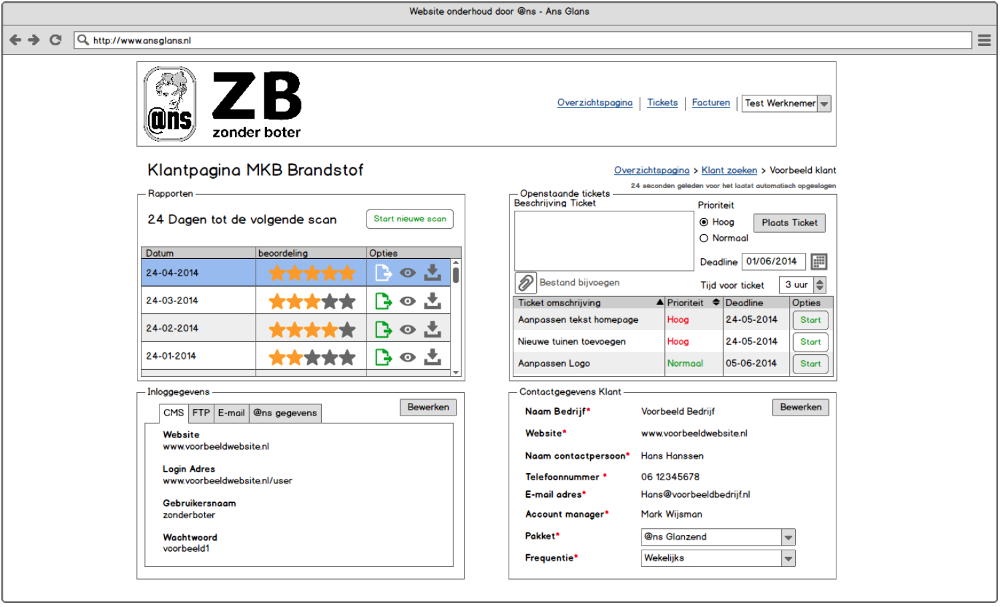 Website onderhoud door @ns - Ans Glans
http://www.ansglans.nl
@ns
ZB
zonder boter
Overzichtspagina | Tickets | Facturen | Test Werknemer
Klantpagina MKB Brandstof
Overzichtspagina > Klant zoeken > Voorbeeld klant
24 seconden geleden voor het laatst automatisch opgeslagen
Rapporten
24 Dagen tot de volgende scan
Start nieuwe scan
Datum beoordeling Opties
24-04-2014
24-03-2014
24-02-2014
24-01-2014
Openstaande tickets
Beschrijving Ticket
Prioriteit
Hoog
Normaal
Plaats Ticket
Deadline 01/06/2014
Bestand bijvoegen
Tijd voor ticket 3 uur
Ticket omschrijving Prioriteit Deadline Opties
Aanpassen tekst homepage Hoog 24-05-2014 Start
Nieuwe tuinen toevoegen Hoog 24-05-2014 Start
Aanpassen Logo Normaal 05-06-2014 Start
Inloggegevens
Bewerken
CMS FTP E-mail @ns gegevens
Website
www.voorbeeldwebsite.nl
Login Adres
www.voorbeeldwebsite.nl/user
Gebruikersnaam
zonderboter
Wachtwoord
voorbeeld1
Contactgegevens Klant
Bewerken
Naam Bedrijf* Voorbeeld Bedrijf
Website* www.voorbeeldwebsite.nl
Naam contactpersoon* Hans Hanssen
Telefoonnummer * 06 12345678
E-mail adres* Hans@voorbeeldbedrijf.nl
Account manager* Mark Wijsman
Pakket* @ns Glanzend
Frequentie* Wekelijks